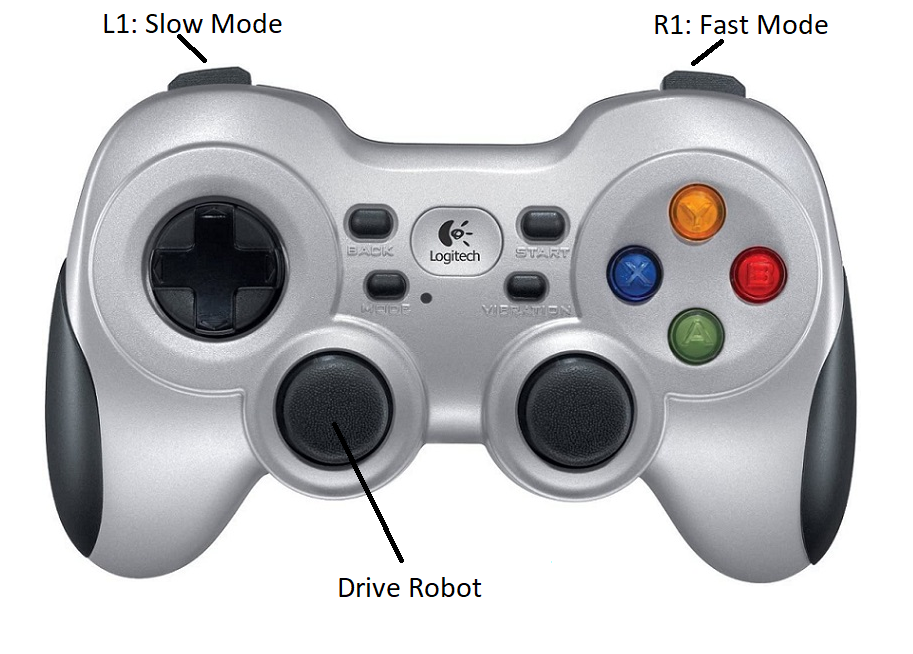 L1: Slow Mode
R1: Fast Mode
BACK
Logitech
START
MODE
VIBRATION
Y
X
B
A
Drive Robot